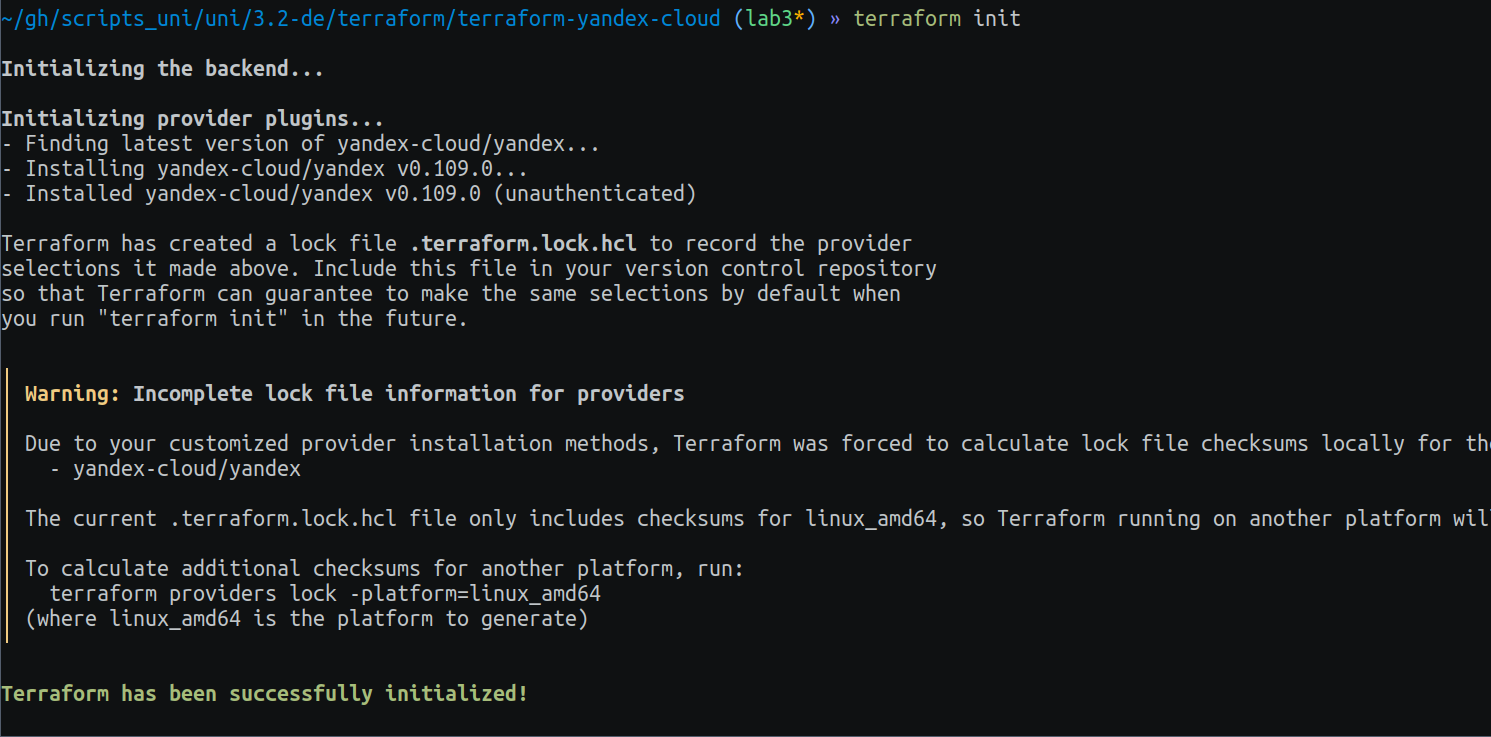 ~/gh/scripts_uni/uni/3.2-de/terraform/terraform-yandex-cloud (lab3*) » terraform init
Initializing the backend...
Initializing provider plugins...
- Finding latest version of yandex-cloud/yandex...
- Installing yandex-cloud/yandex v0.109.0...
- Installed yandex-cloud/yandex v0.109.0 (unauthenticated)
Terraform has created a lock file .terraform.lock.hcl to record the provider
selections it made above. Include this file in your version control repository
so that Terraform can guarantee to make the same selections by default when
you run "terraform init" in the future.
Warning: Incomplete lock file information for providers
Due to your customized provider installation methods, Terraform was forced to calculate lock file checksums locally for
- yandex-cloud/yandex
The current .terraform.lock.hcl file only includes checksums for linux_amd64, so Terraform running on another platform
To calculate additional checksums for another platform, run:
terraform providers lock -platform=linux_amd64
(where linux_amd64 is the platform to generate)
Terraform has been successfully initialized!